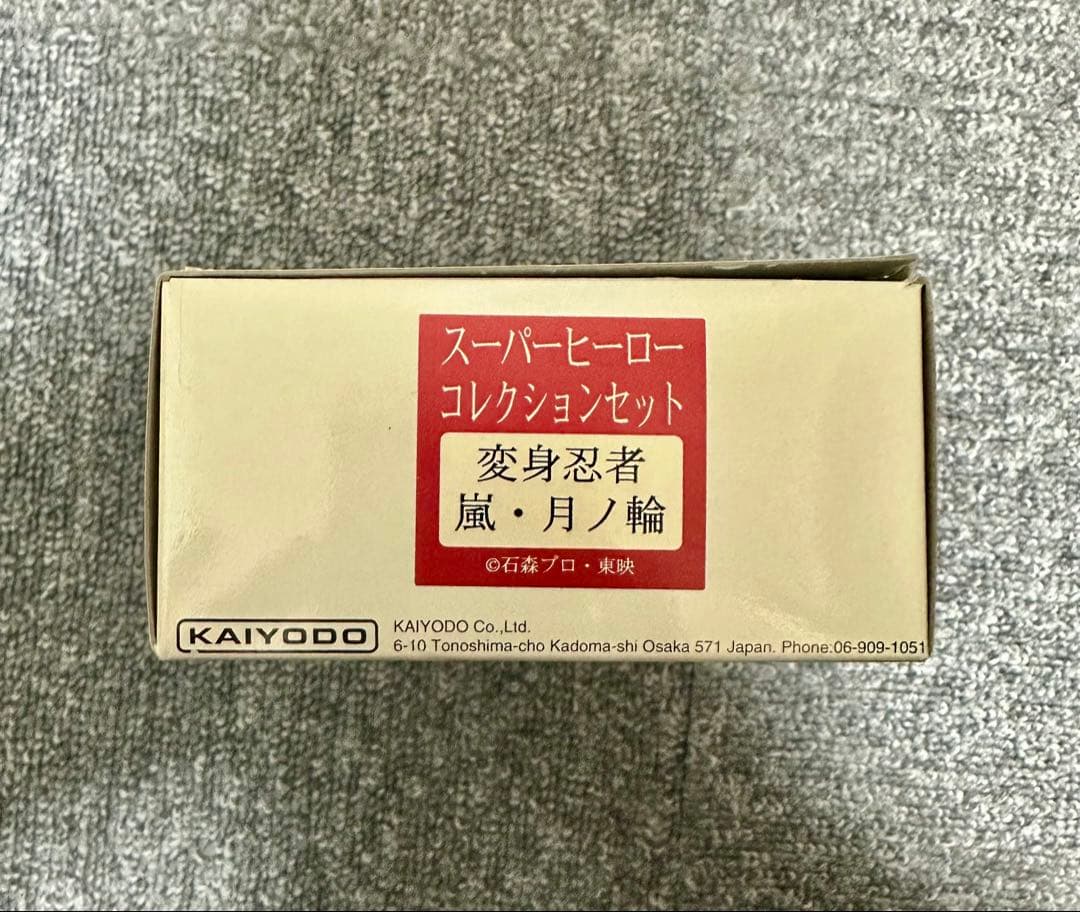 スーパーヒーロー
コレクションセット
変身忍者
嵐・月ノ輪
©石森プロ・東映
KAIYODO
KAIYODO Co.,Ltd.
6-10 Tonoshima-cho Kadoma-shi Osaka 571 Japan. Phone:06-909-1051